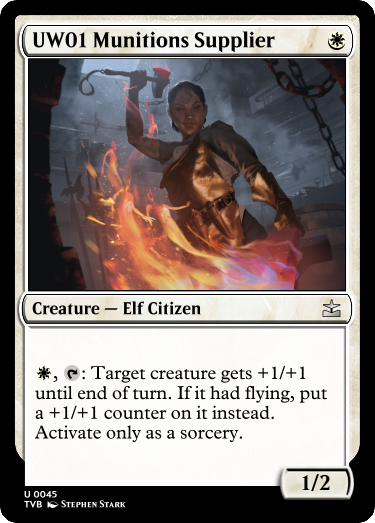 UW01 Munitions Supplier
Creature — Elf Citizen
: Target creature gets +1/+1
until end of turn. If it had flying, put
a +1/+1 counter on it instead.
Activate only as a sorcery.
1/2
U 0045
TVB Stephen Stark